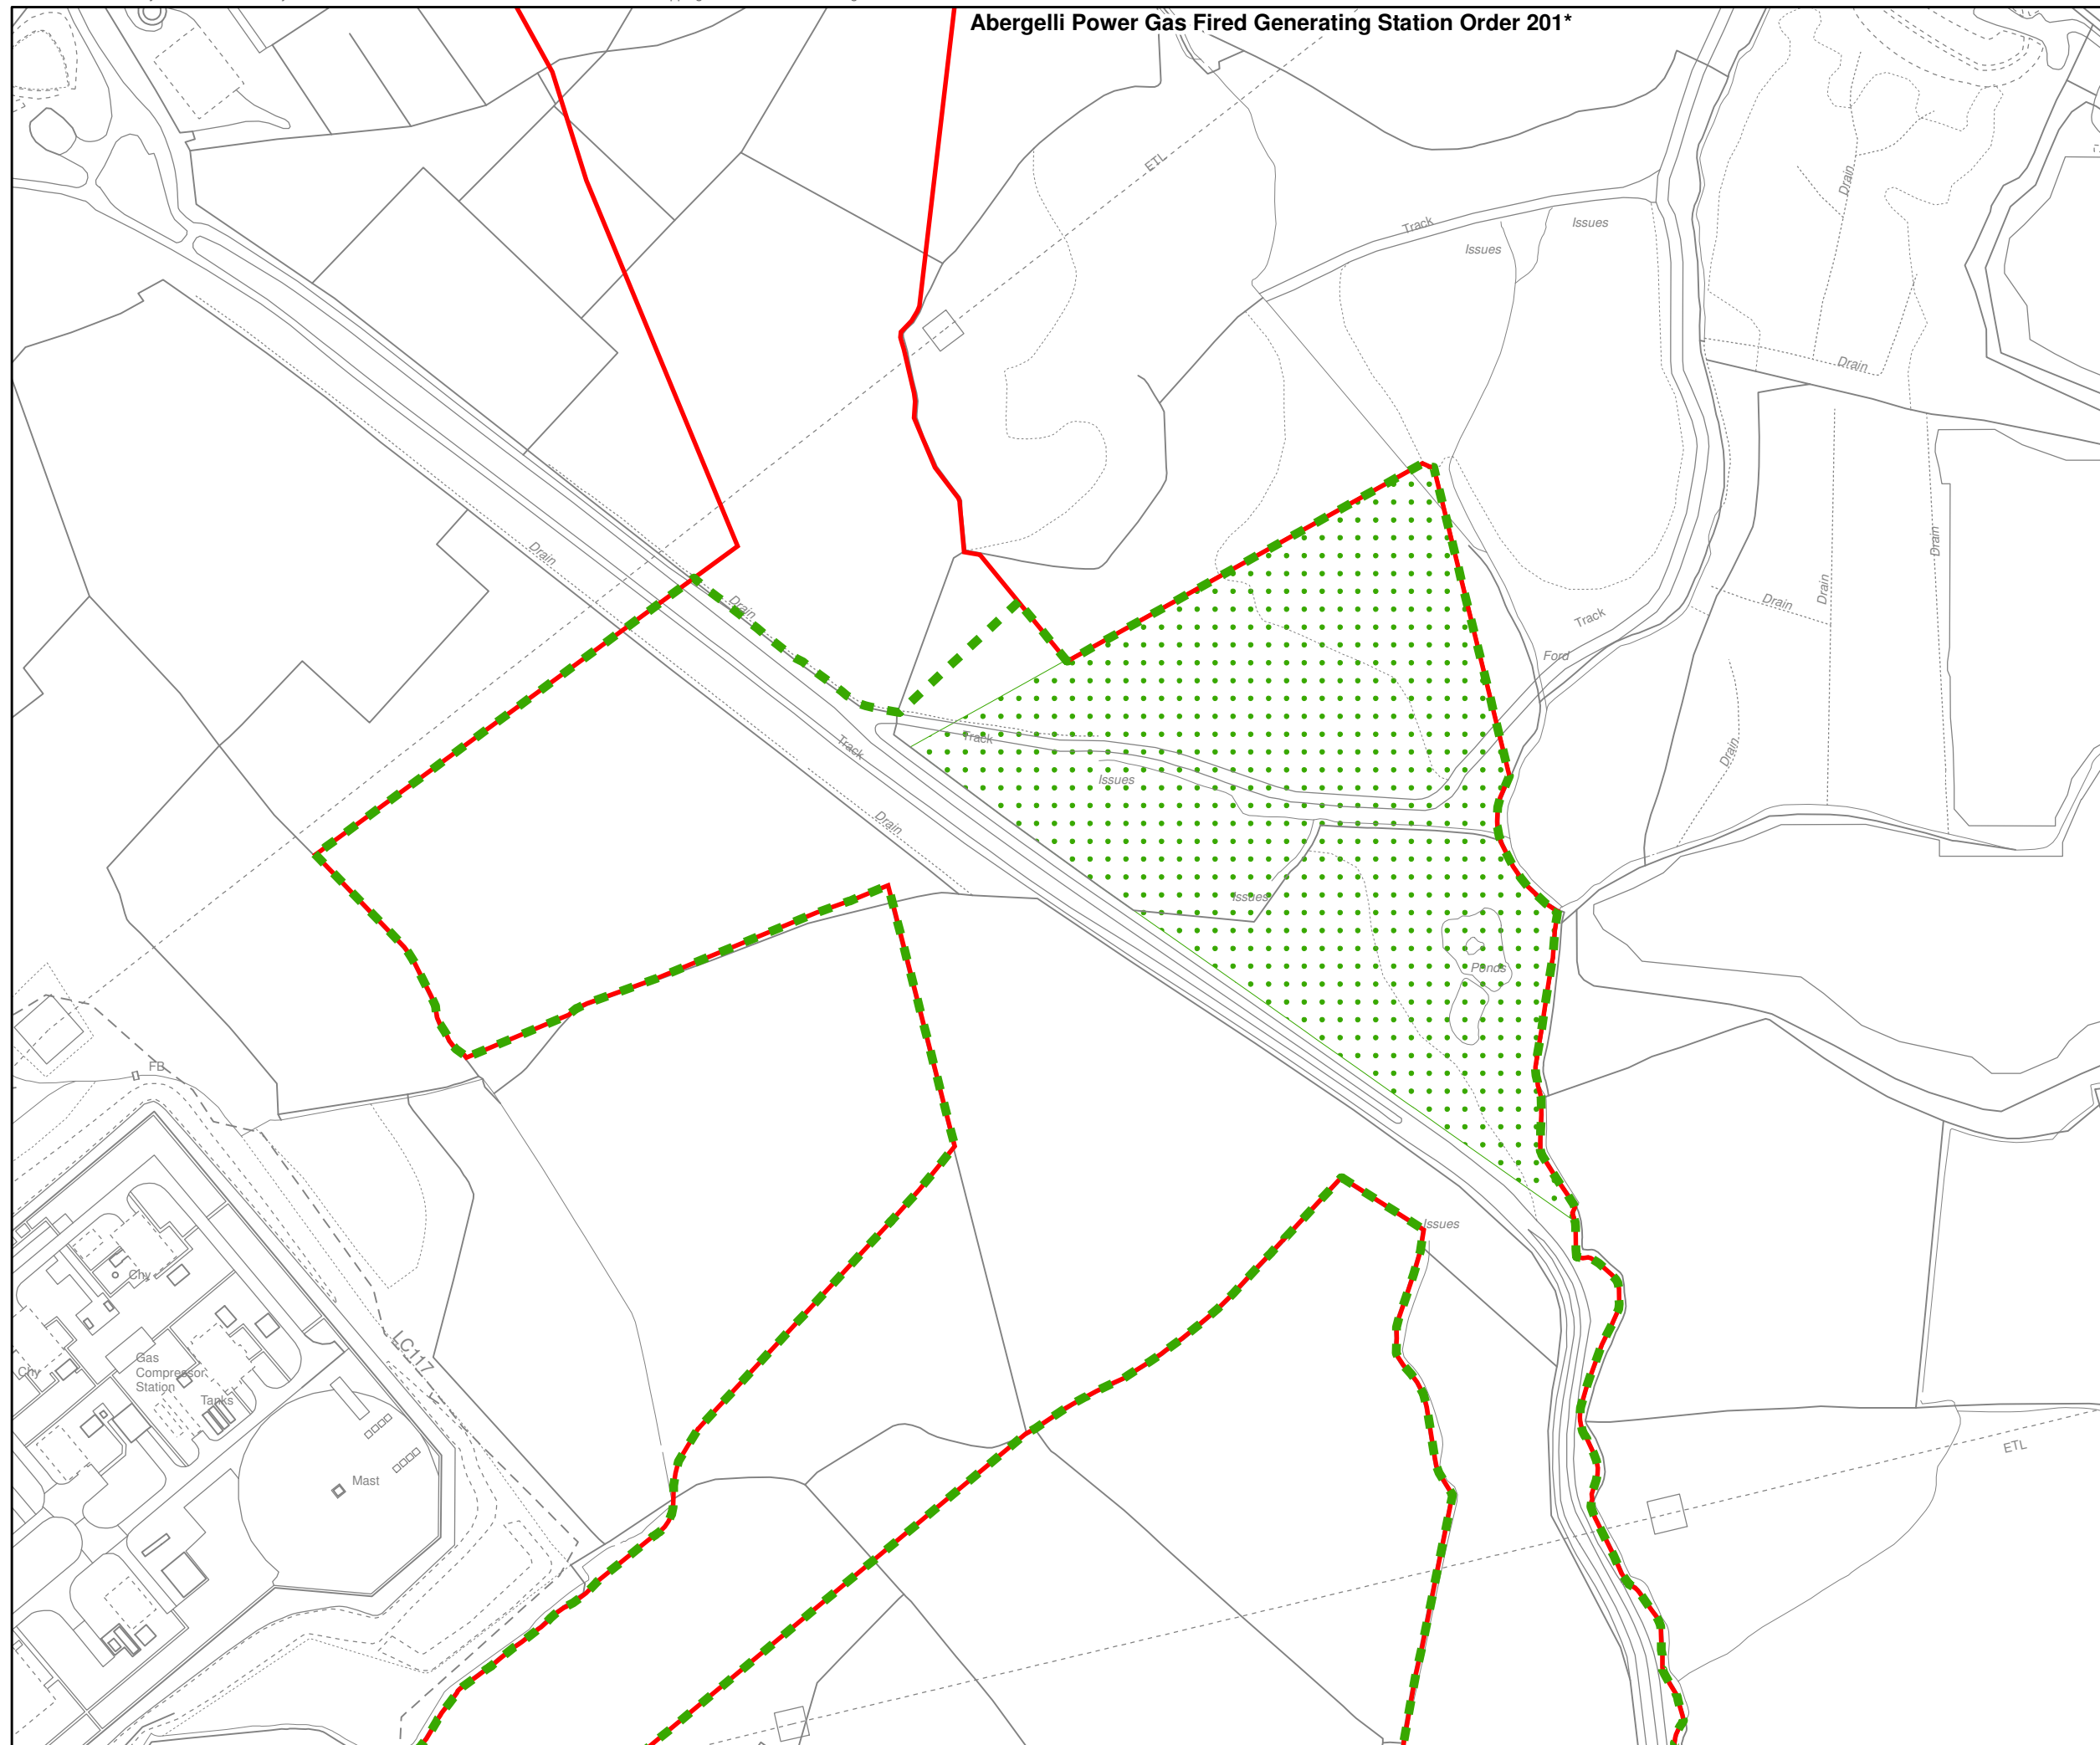 Abergelli Power Gas Fired Generating Station Order 201*
ETL
Drain
Track
Issues
Issues
Drain
Drain
Drain
Drain
Drain
Drain
Track
Ford
Track
Track
Drain
Issues
Drain
Issues
Ponds
FB
Issues
Chy
LC117
Gas
Compressor
Station
Chy
Tanks
ETL
Mast